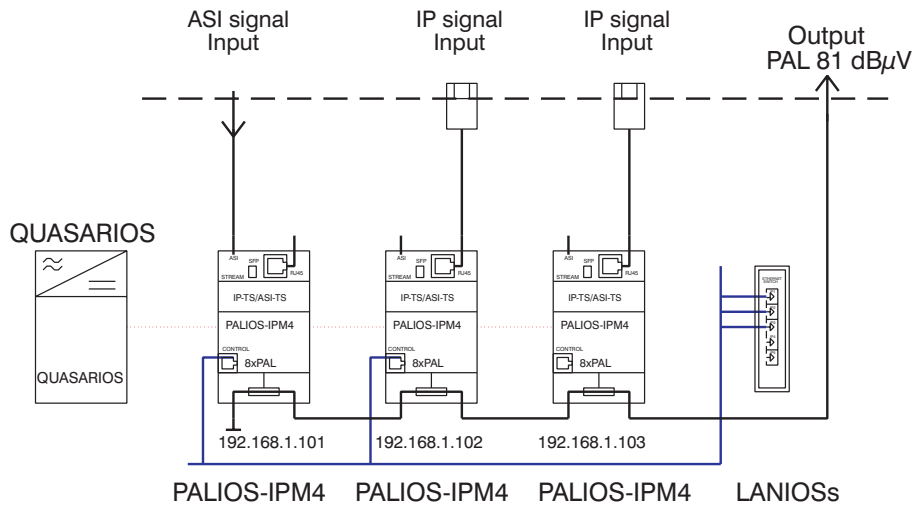 ASI signal
Input
IP signal
Input
IP signal
Input
Output
PAL 81 dBµV
QUASARIOS
QUASARIOS
ASI
SFP
STREAM
RJ45
IP-TS/ASI-TS
PALIOS-IPM4
CONTROL
8xPAL
ASI
SFP
STREAM
RJ45
IP-TS/ASI-TS
PALIOS-IPM4
CONTROL
8xPAL
ASI
SFP
STREAM
RJ45
IP-TS/ASI-TS
PALIOS-IPM4
CONTROL
8xPAL
ETHERNET
SWITCH
192.168.1.101
192.168.1.102
192.168.1.103
PALIOS-IPM4
PALIOS-IPM4
PALIOS-IPM4
LANIOSs